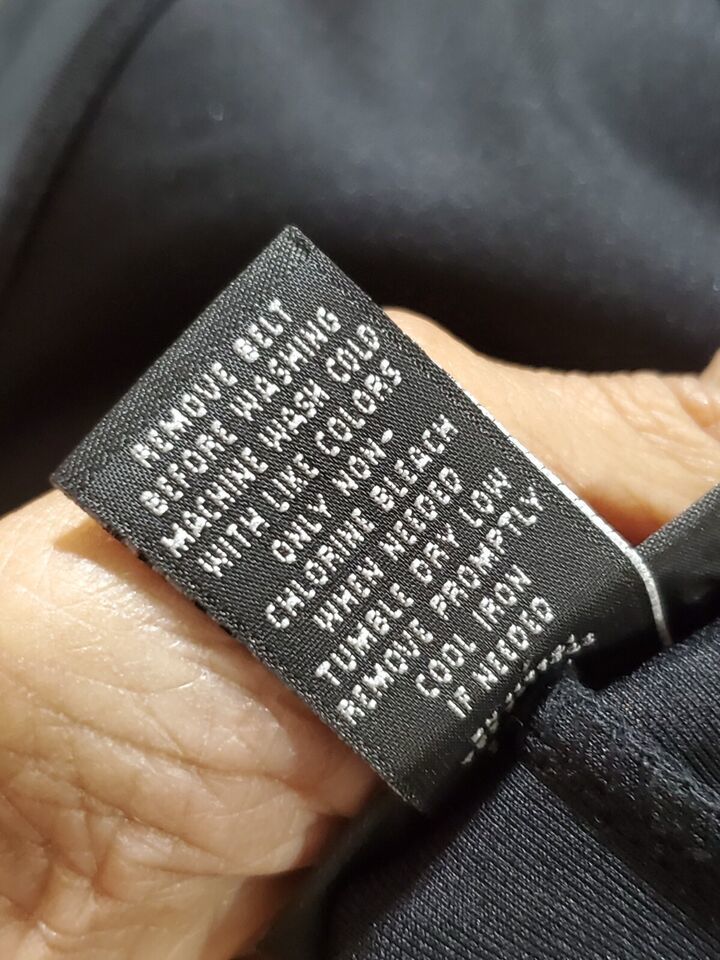 REMOVE BELT
BEFORE WASHING
MACHINE WASH COLD
WITH LIKE COLORS
ONLY NON-
CHLORINE BLEACH
WHEN NEEDED
TUMBLE DRY LOW
REMOVE PROMPTLY
COOL IRON
IF NEEDED